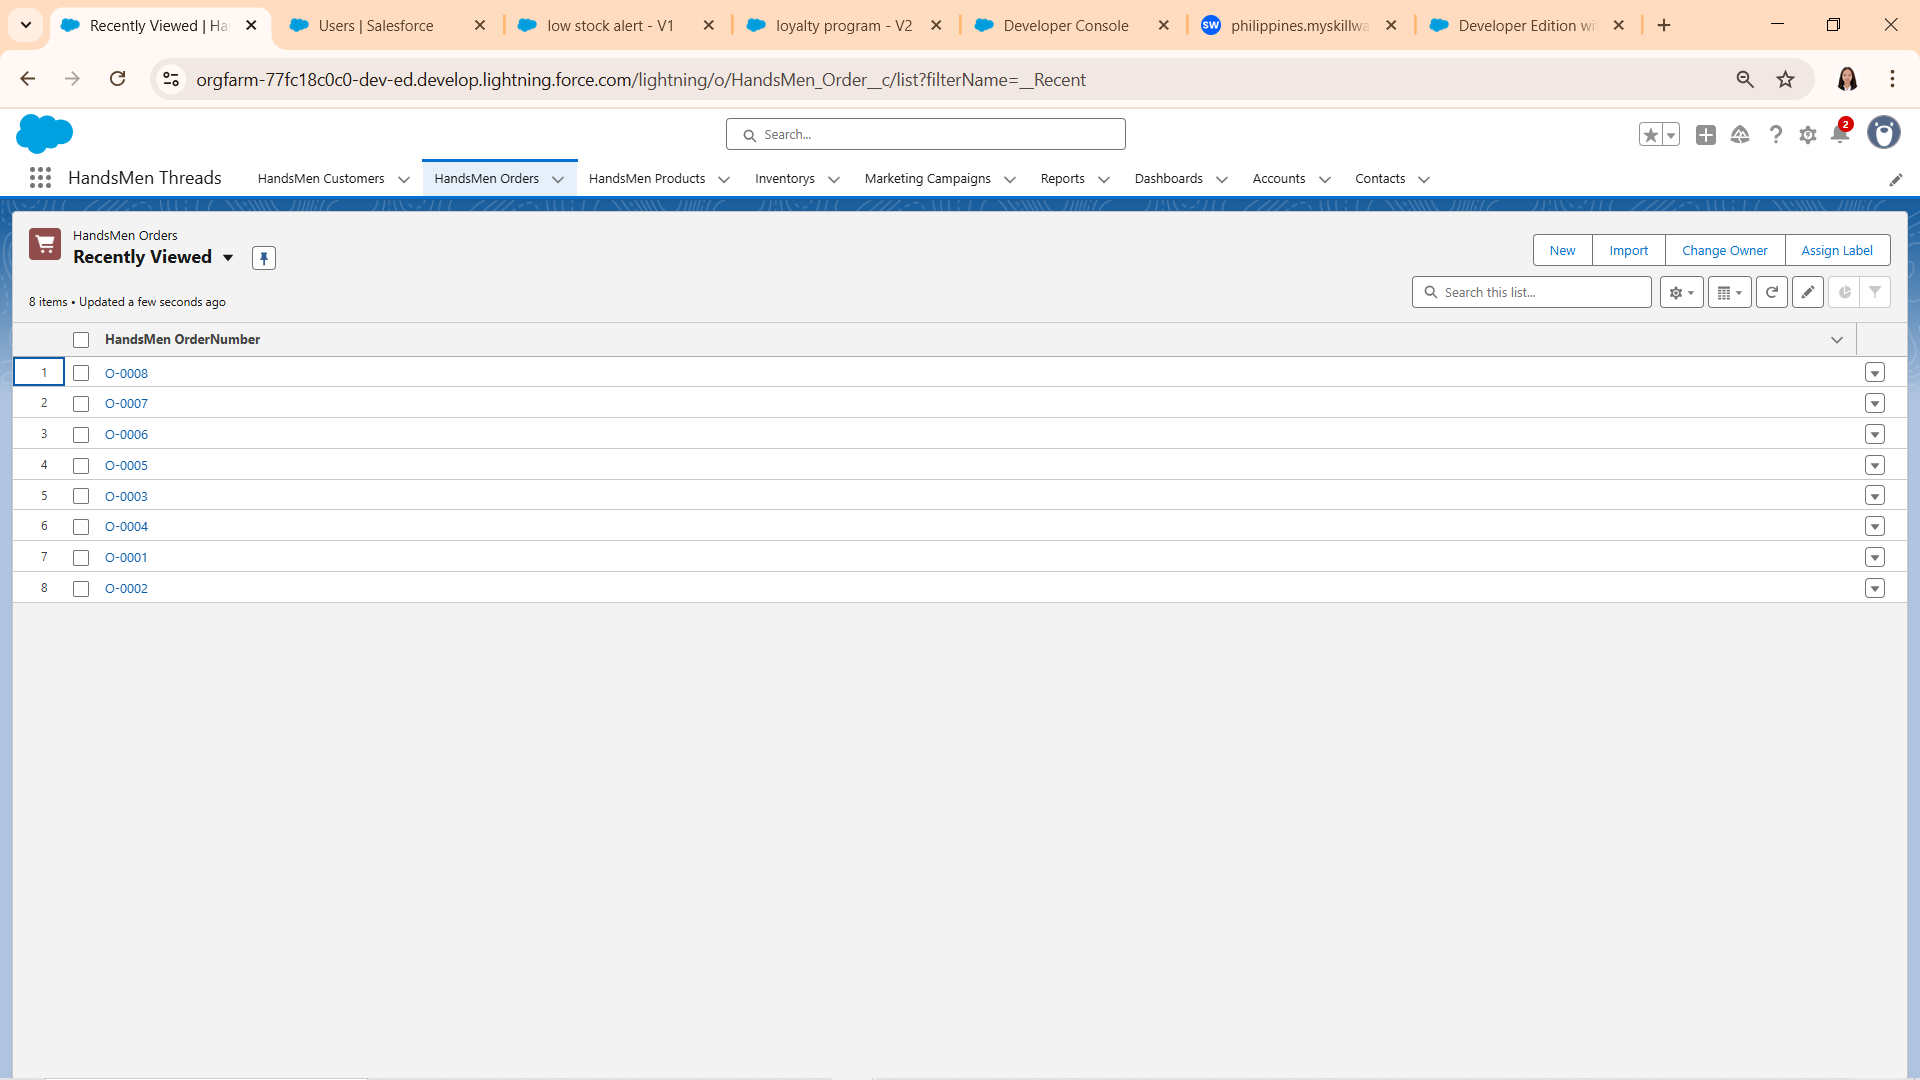 Recently Viewed | Ha
Users | Salesforce
low stock alert - V1
loyalty program - V2
Developer Console
SW
philippines.myskillwa
Developer Edition wi
orgfarm-77fc18c0c0-dev-ed.develop.lightning.force.com/lightning/o/HandsMen_Order__c/list?filterName=__Recent
Search...
2
HandsMen Threads
HandsMen Customers
HandsMen Orders
HandsMen Products
Inventorys
Marketing Campaigns
Reports
Dashboards
Accounts
Contacts
HandsMen Orders
Recently Viewed
New
Import
Change Owner
Assign Label
8 items • Updated a few seconds ago
Search this list...
HandsMen OrderNumber
1 O-0008
2 O-0007
3 O-0006
4 O-0005
5 O-0003
6 O-0004
7 O-0001
8 O-0002